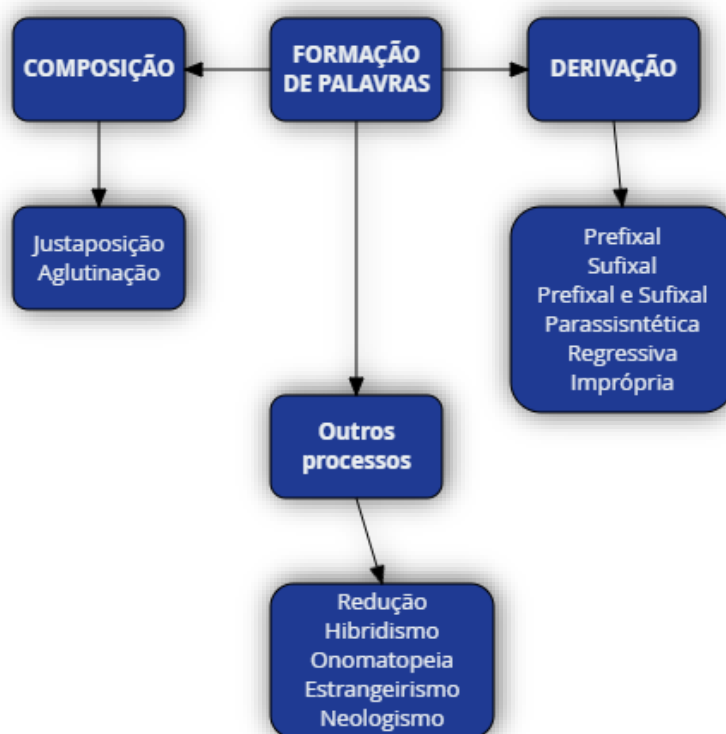 COMPOSIÇÃO
FORMAÇÃO
DE PALAVRAS
DERIVAÇÃO
Justaposição
Aglutinação
Prefixal
Sufixal
Prefixal e Sufixal
Parassisntética
Regressiva
Imprópria
Outros
processos
Redução
Hibridismo
Onomatopeia
Estrangeirismo
Neologismo